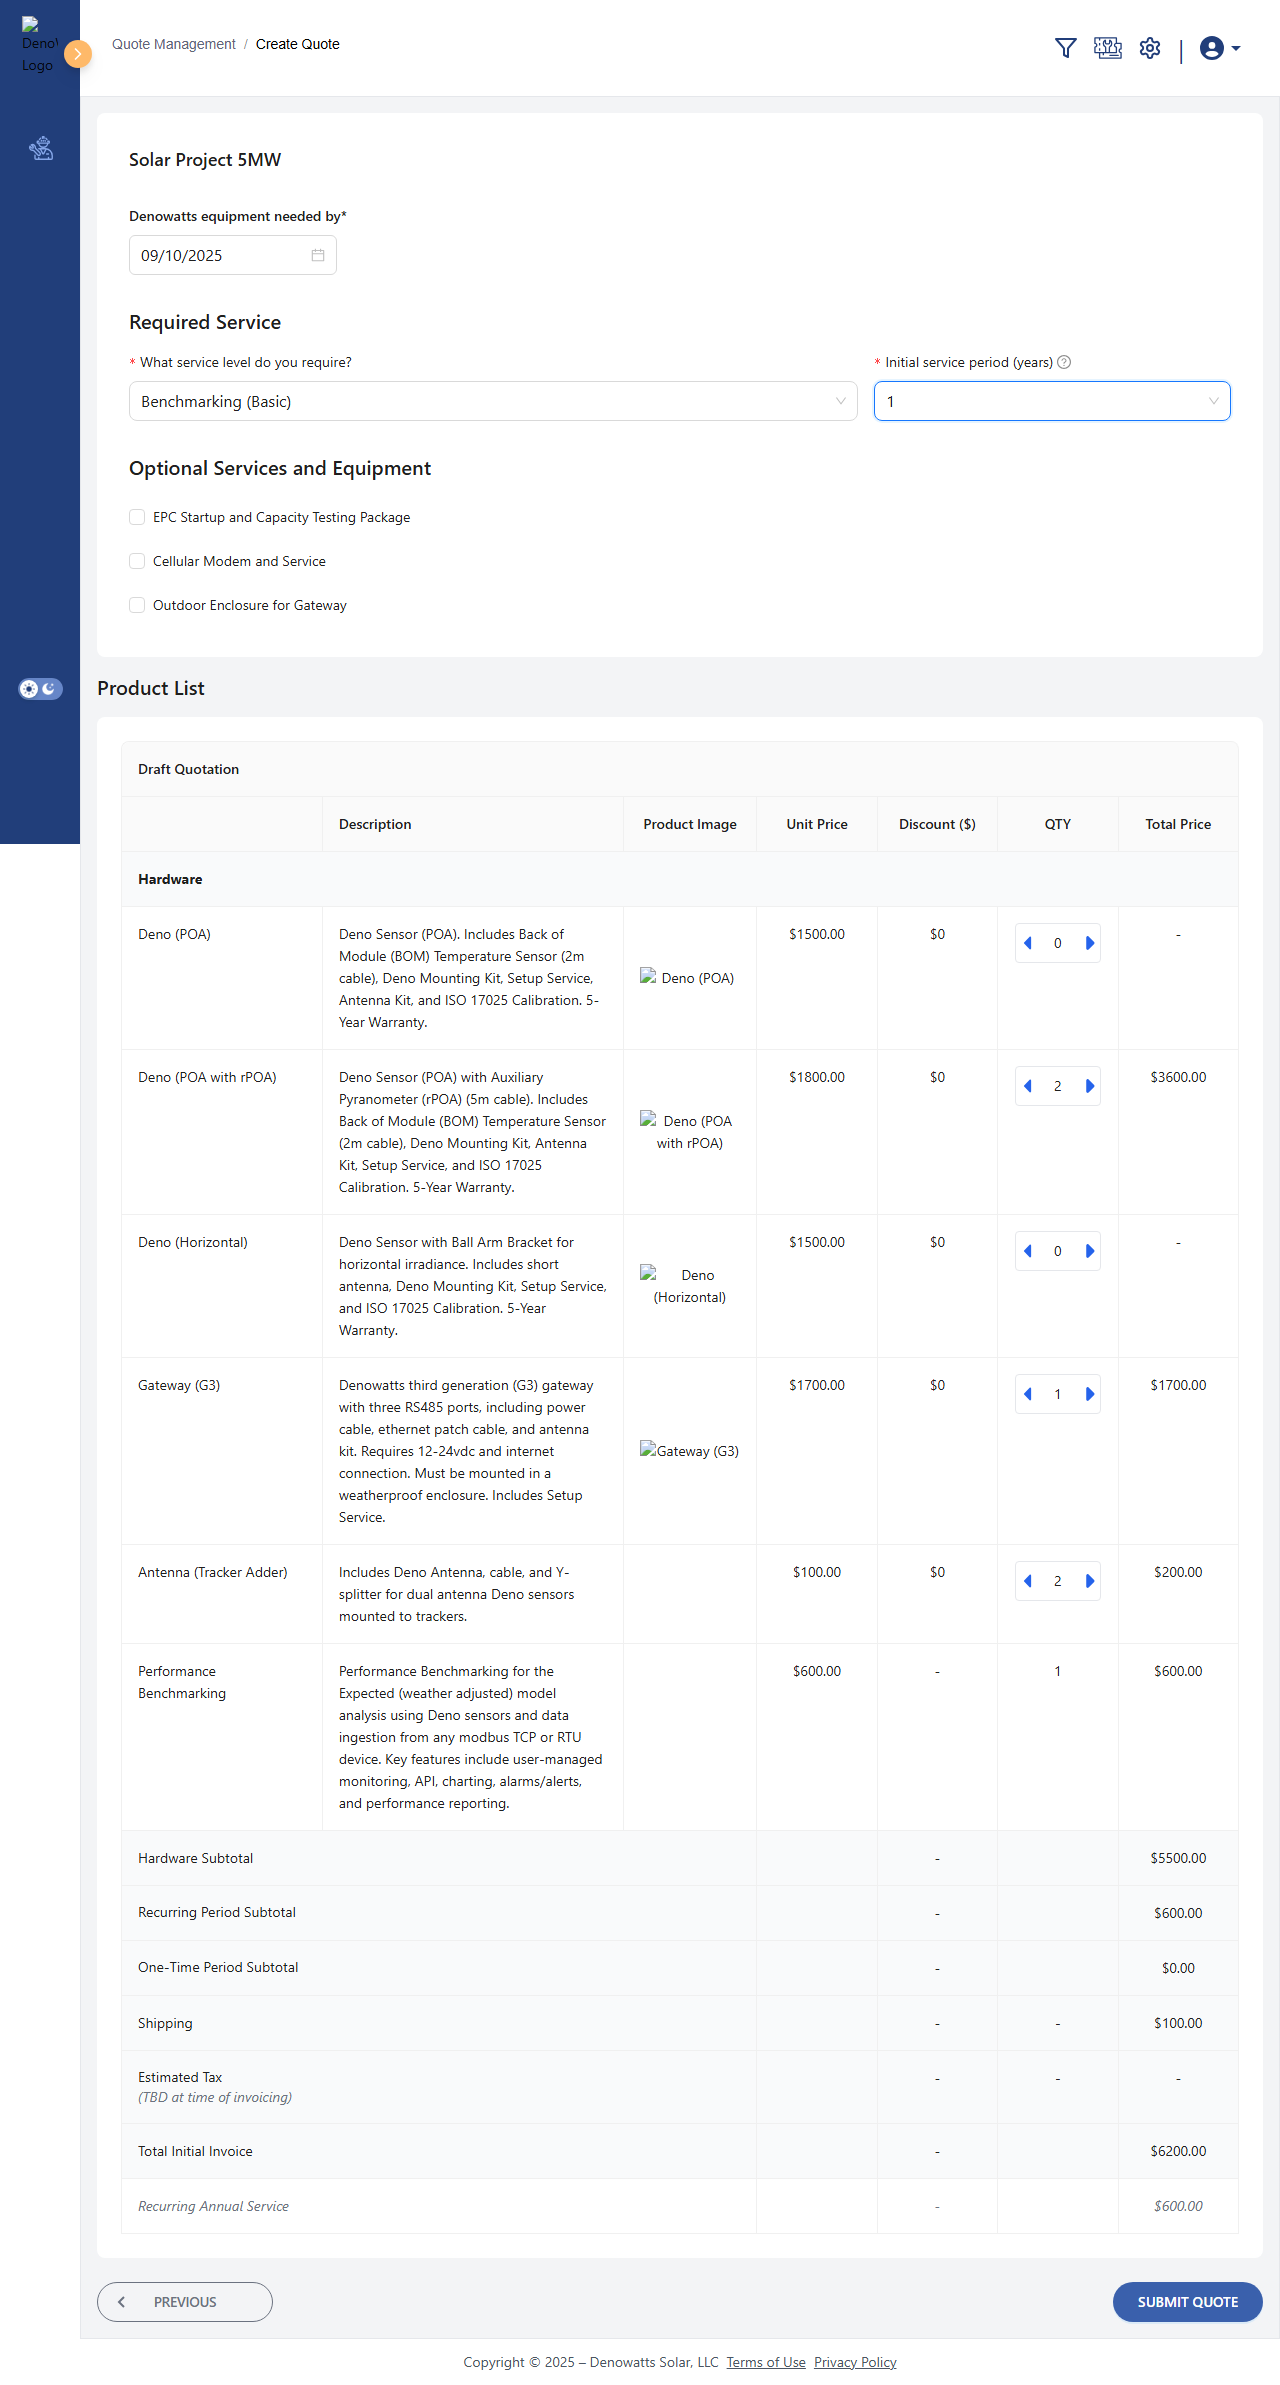 Deno
Logo
Quote Management / Create Quote
Solar Project 5MW
Denowatts equipment needed by*
09/10/2025
Required Service
* What service level do you require?
* Initial service period (years)
Benchmarking (Basic)
1
Optional Services and Equipment
EPC Startup and Capacity Testing Package
Cellular Modem and Service
Outdoor Enclosure for Gateway
Product List
Draft Quotation
Description Product Image Unit Price Discount ($) QTY Total Price
Hardware
Deno (POA)
Deno Sensor (POA). Includes Back of
Module (BOM) Temperature Sensor (2m
cable), Deno Mounting Kit, Setup Service,
Antenna Kit, and ISO 17025 Calibration. 5-
Year Warranty.
Deno (POA)
$1500.00 $0 0 -
Deno (POA with rPOA)
Deno Sensor (POA) with Auxiliary
Pyranometer (rPOA) (5m cable). Includes
Back of Module (BOM) Temperature Sensor
(2m cable), Deno Mounting Kit, Antenna
Kit, Setup Service, and ISO 17025
Calibration. 5-Year Warranty.
Deno (POA
with rPOA)
$1800.00 $0 2 $3600.00
Deno (Horizontal)
Deno Sensor with Ball Arm Bracket for
horizontal irradiance. Includes short
antenna, Deno Mounting Kit, Setup Service,
and ISO 17025 Calibration. 5-Year
Warranty.
Deno
(Horizontal)
$1500.00 $0 0 -
Gateway (G3)
Denowatts third generation (G3) gateway
with three RS485 ports, including power
cable, ethernet patch cable, and antenna
kit. Requires 12-24vdc and internet
connection. Must be mounted in a
weatherproof enclosure. Includes Setup
Service.
Gateway (G3)
$1700.00 $0 1 $1700.00
Antenna (Tracker Adder)
Includes Deno Antenna, cable, and Y-
splitter for dual antenna Deno sensors
mounted to trackers.
$100.00 $0 2 $200.00
Performance
Benchmarking
Performance Benchmarking for the
Expected (weather adjusted) model
analysis using Deno sensors and data
ingestion from any modbus TCP or RTU
device. Key features include user-managed
monitoring, API, charting, alarms/alerts,
and performance reporting.
$600.00 - 1 $600.00
Hardware Subtotal - $5500.00
Recurring Period Subtotal - $600.00
One-Time Period Subtotal - $0.00
Shipping - - $100.00
Estimated Tax - - -
(TBD at time of invoicing)
Total Initial Invoice - $6200.00
Recurring Annual Service - $600.00
PREVIOUS
SUBMIT QUOTE
Copyright © 2025 – Denowatts Solar, LLC Terms of Use Privacy Policy